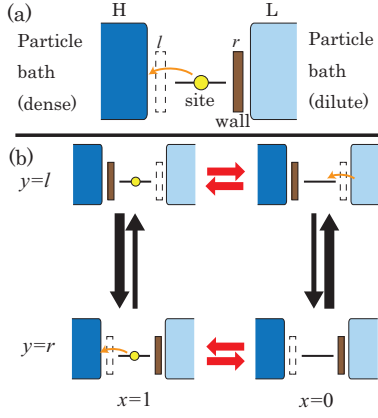 (a)
H
L
Particle
bath
(dense)
l
r
site
wall
Particle
bath
(dilute)
(b)
y=l
y=r
x=1
x=0